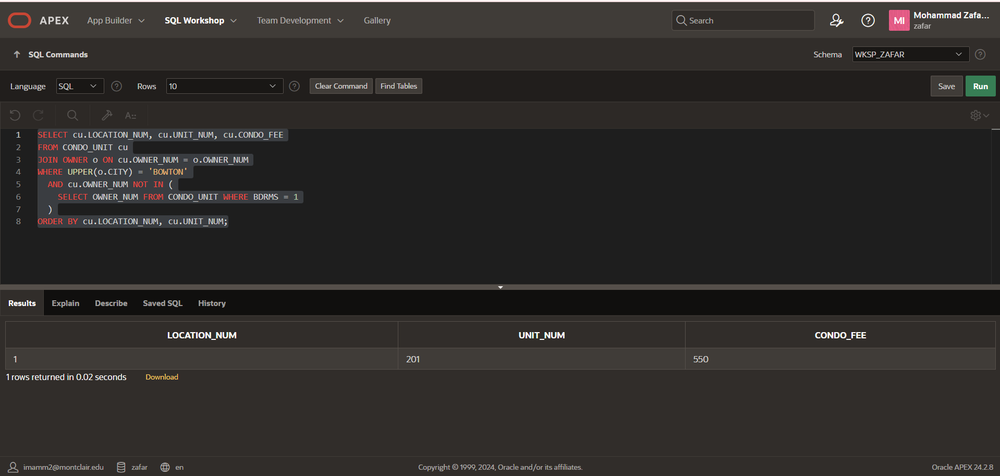 APEX App Builder SQL Workshop Team Development Gallery Search MI Mohammad Zafa...
zafar
SQL Commands Schema WKSP_ZAFAR
Language SQL Rows 10 Clear Command Find Tables Save Run
1 SELECT cu.LOCATION_NUM, cu.UNIT_NUM, cu.CONDO_FEE
2 FROM CONDO_UNIT cu
3 JOIN OWNER o ON cu.OWNER_NUM = o.OWNER_NUM
4 WHERE UPPER(o.CITY) = 'BOWTON'
5 AND cu.OWNER_NUM NOT IN (
6 SELECT OWNER_NUM FROM CONDO_UNIT WHERE BDRMS = 1
7 )
8 ORDER BY cu.LOCATION_NUM, cu.UNIT_NUM;
Results Explain Describe Saved SQL History
LOCATION_NUM UNIT_NUM CONDO_FEE
1 201 550
1 rows returned in 0.02 seconds Download
imamm2@montclair.edu zafar en Copyright © 1999, 2024, Oracle and/or its affiliates. Oracle APEX 24.2.8